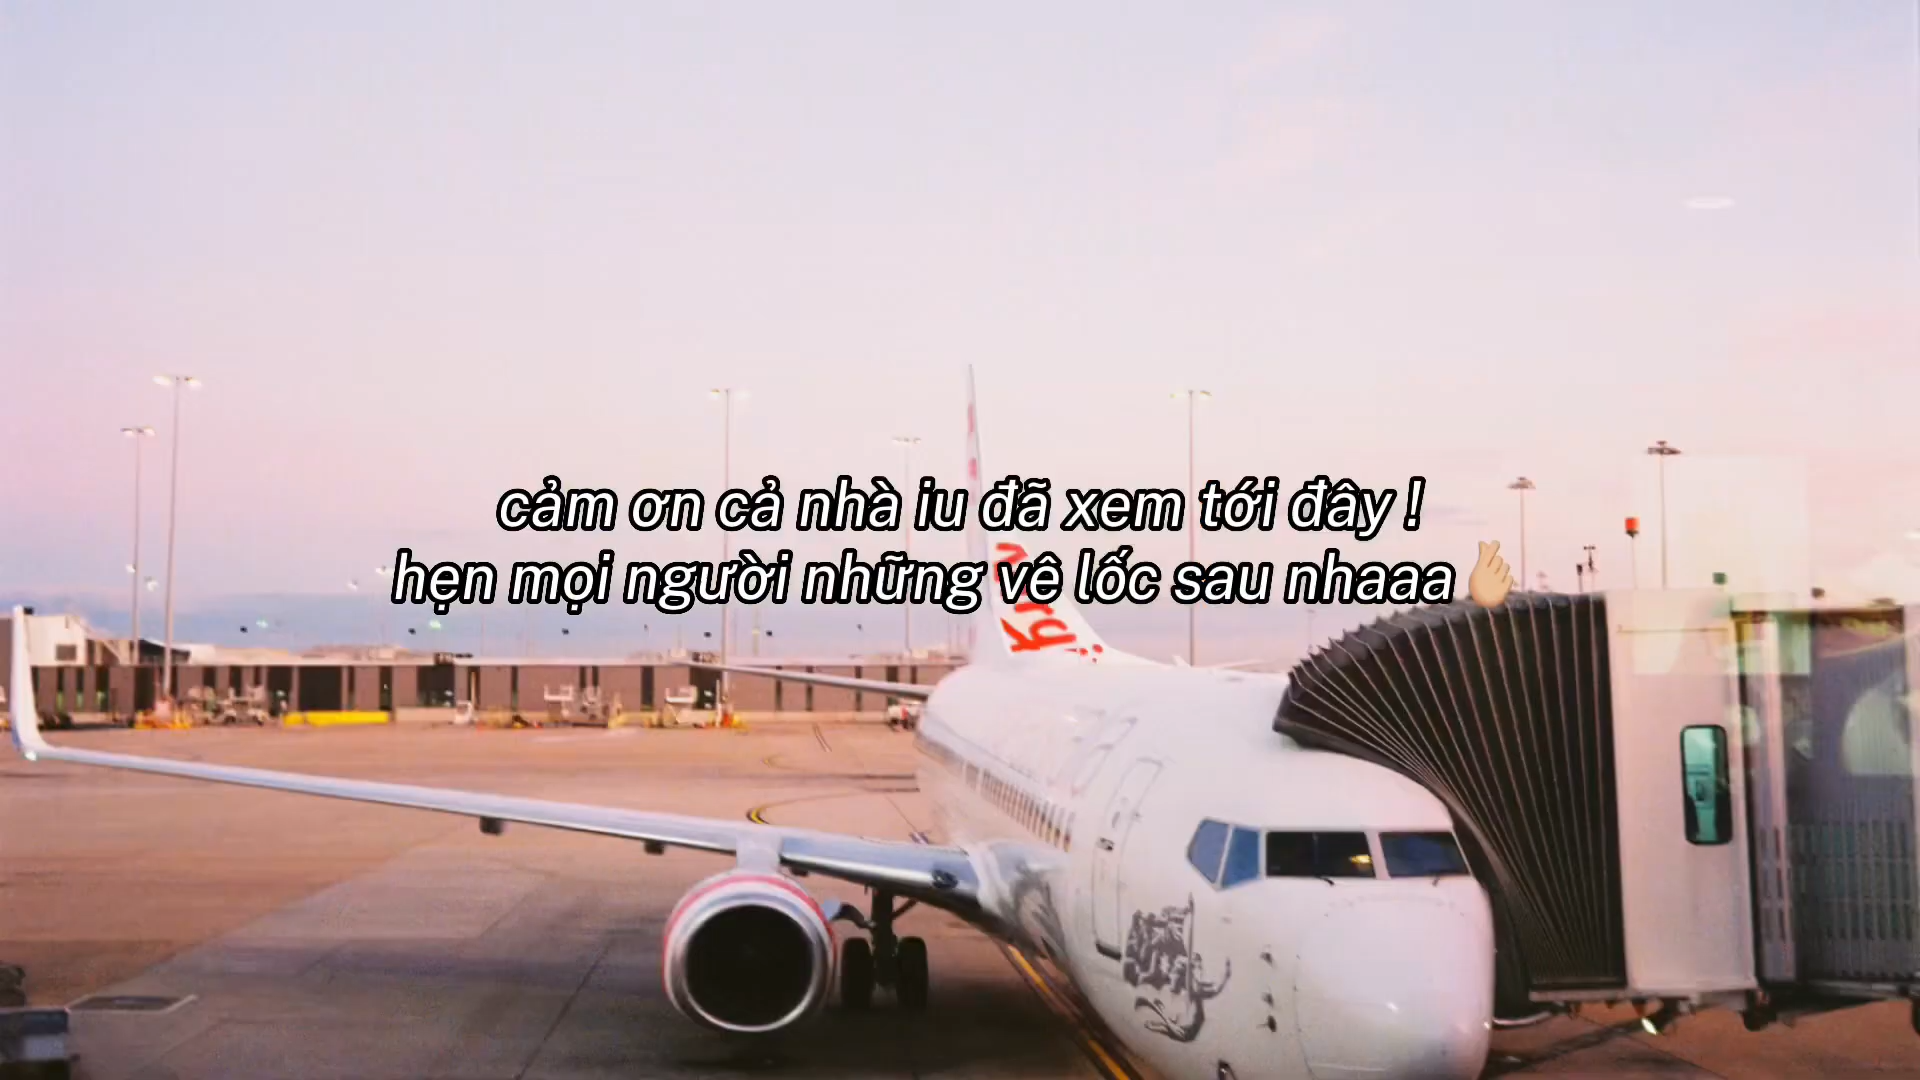 cảm ơn cả nhà iu đã xem tới đây !
hẹn mọi người những vê lốc sau nhaaa🫰🏻